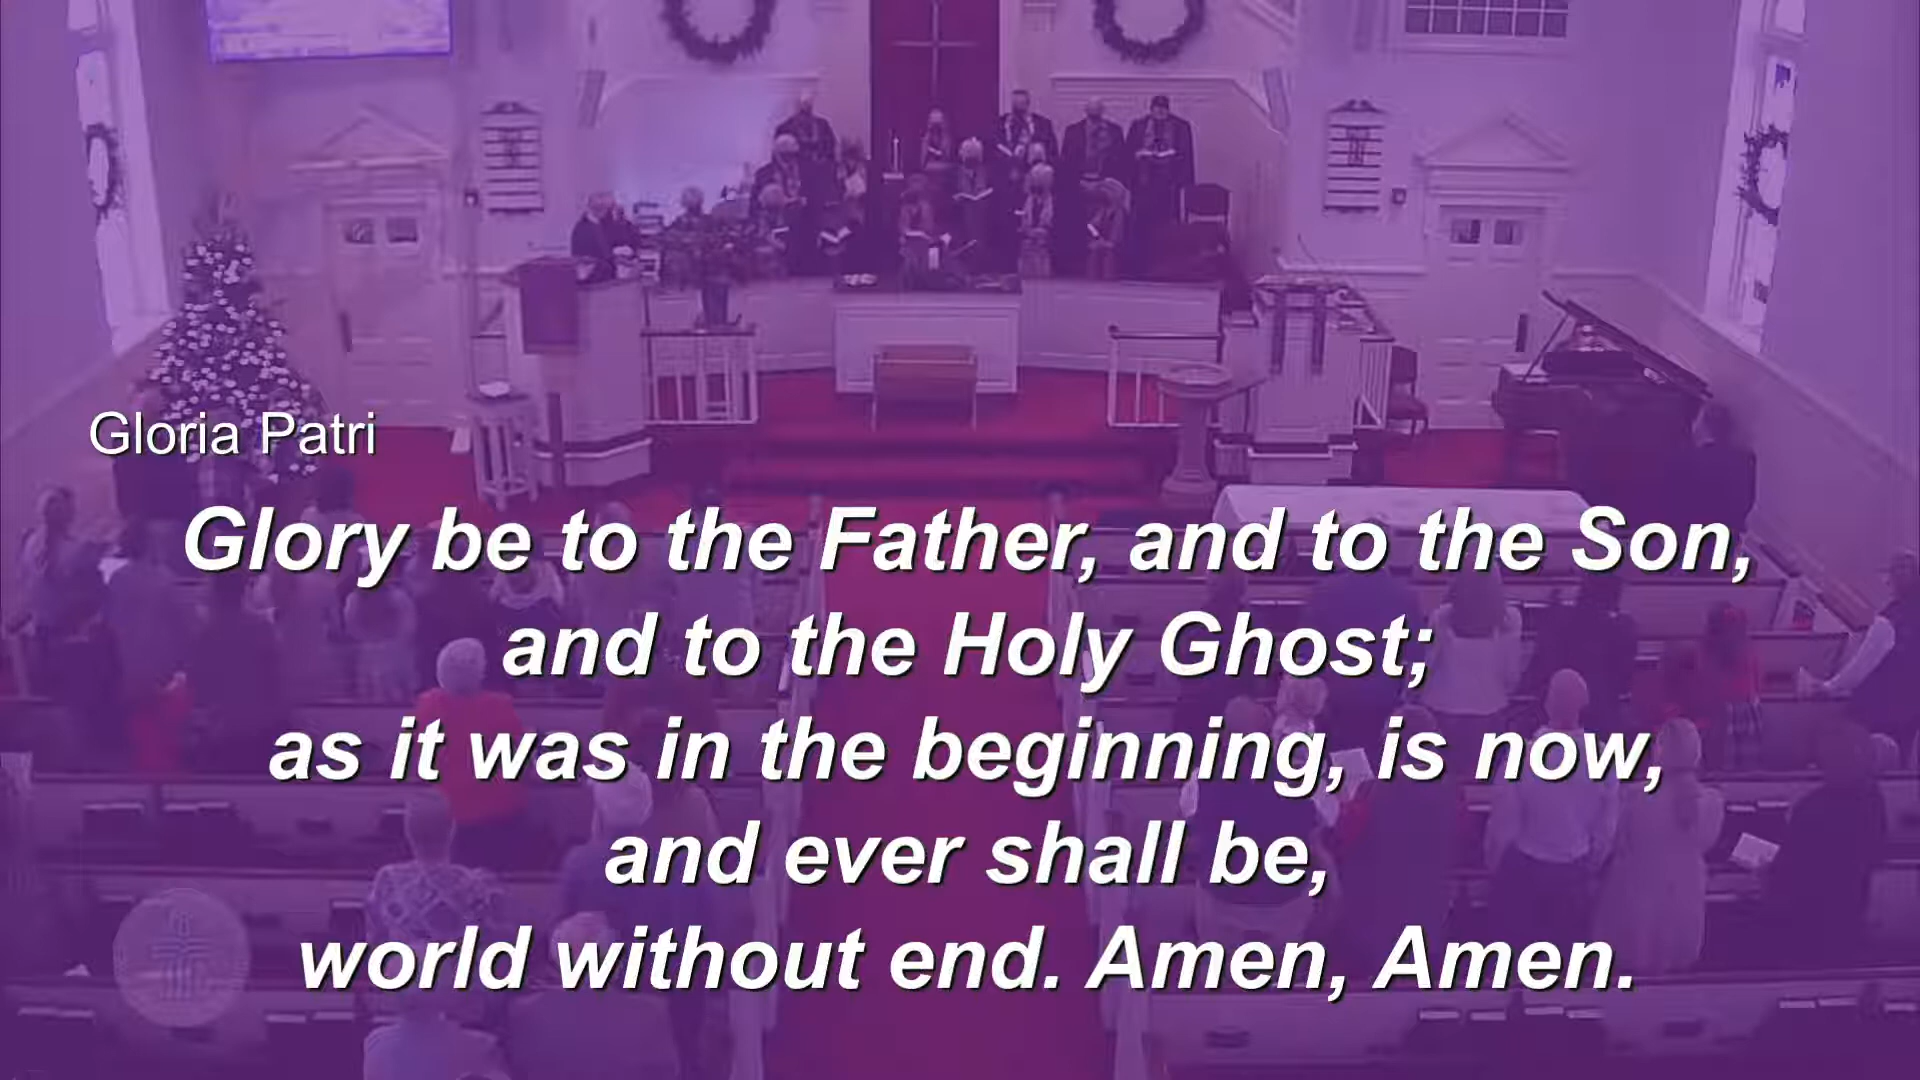 Gloria Patri
Glory be to the Father, and to the Son,
and to the Holy Ghost;
as it was in the beginning, is now,
and ever shall be,
world without end. Amen, Amen.